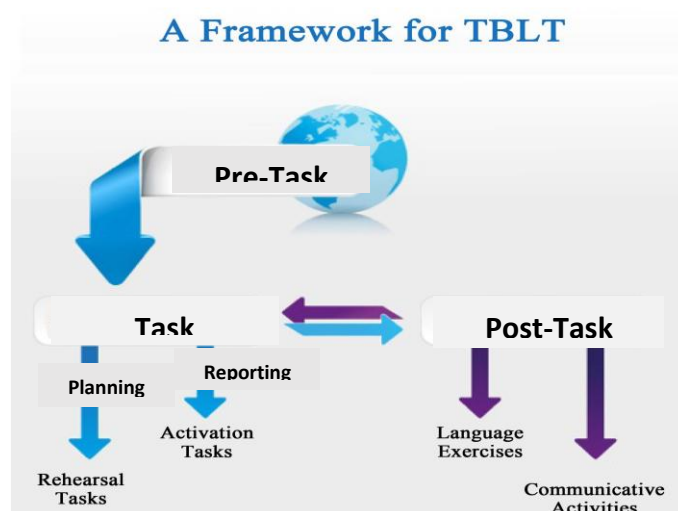 A Framework for TBLT
Pre-Task
Task
Post-Task
Planning
Reporting
Activation
Tasks
Rehearsal
Tasks
Language
Exercises
Communicative
Activities